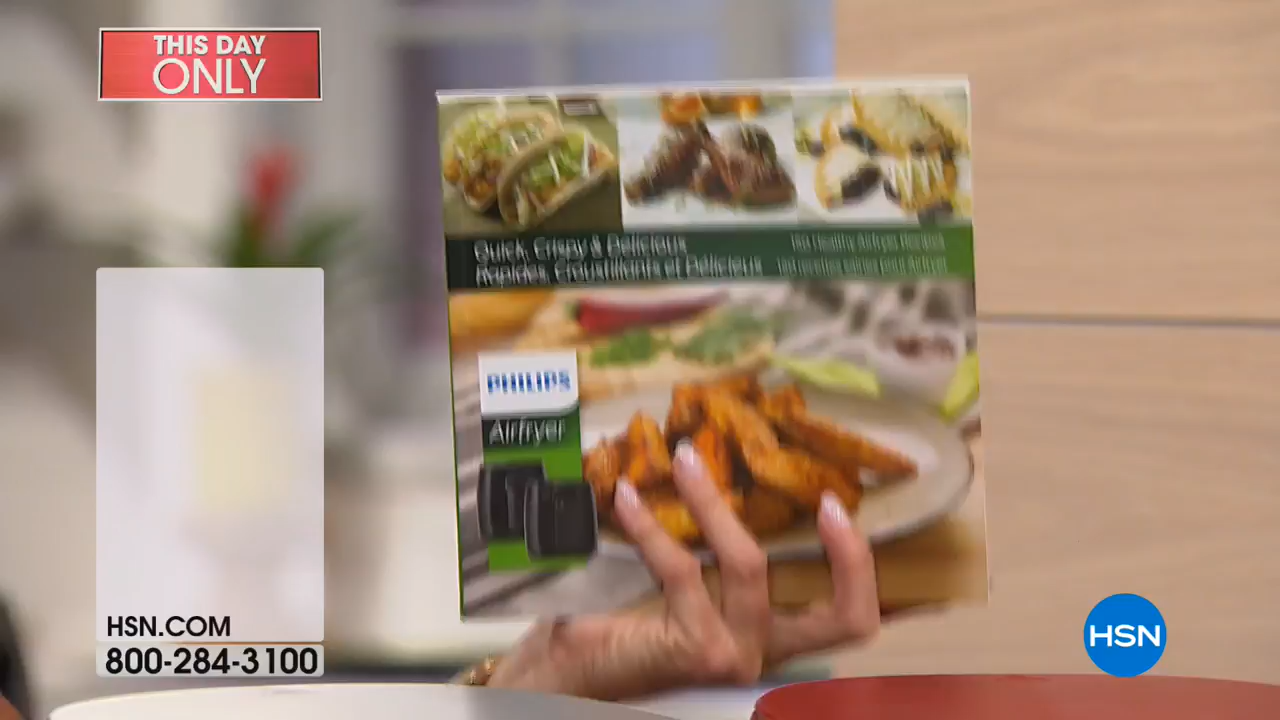 THIS DAY
ONLY
Quick, Crispy & Delicious
Rapides, Croustillants et Délicieux
PHILIPS
Airfryer
HSN.COM
800-284-3100
HSN